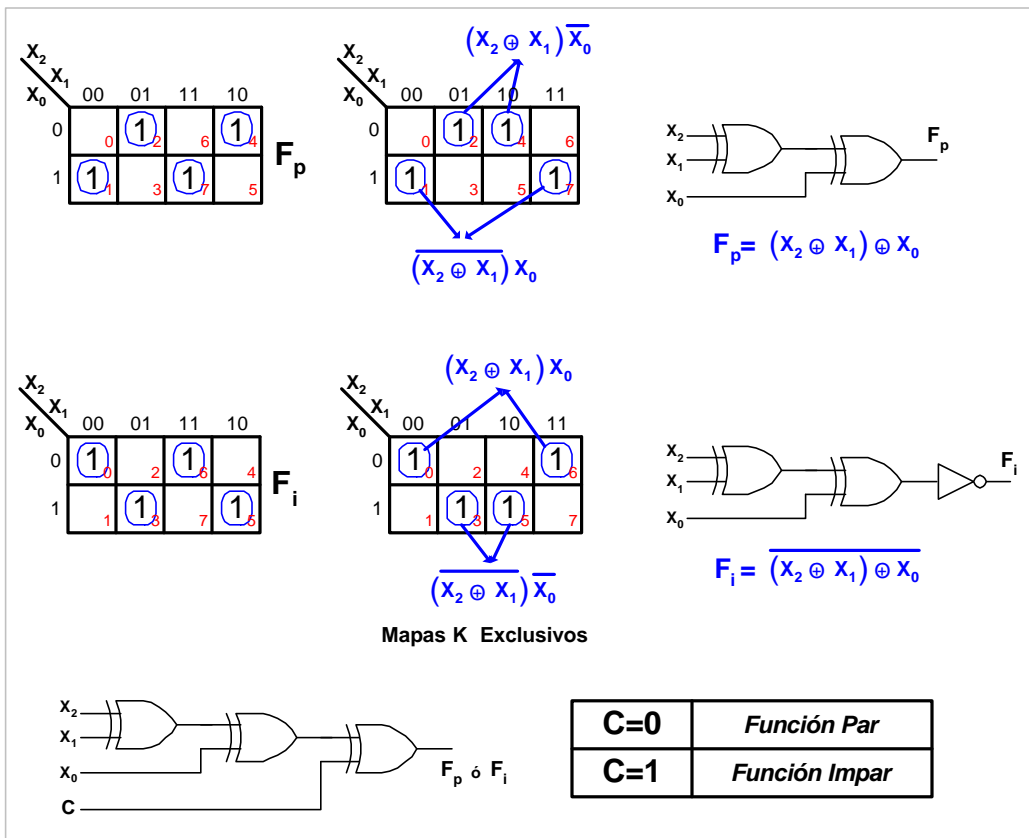 (X₂ ⊕ X₁) X̅₀
X₂
X₁
X₀
00 01 11 10
0
1
1 2
1 4
0
6
1 1
3
1 7
5
Fₚ
X₂
X₁
X₀
00 01 10 11
0
1
0
1 2
1 4
6
1 1
3
5
1 7
X₂
X₁
X₀
Fₚ
\overline{(X₂ ⊕ X₁)} X₀
Fₚ= (X₂ ⊕ X₁) ⊕ X₀
(X₂ ⊕ X₁) X₀
X₂
X₁
X₀
00 01 11 10
0
1
1 0
2
1 6
4
1
1 3
7
1 5
Fᵢ
X₂
X₁
X₀
00 01 10 11
0
1
1 0
2
4
1 6
1
1 3
1 5
7
X₂
X₁
X₀
Fᵢ
\overline{(X₂ ⊕ X₁)} X̅₀
Fᵢ= \overline{(X₂ ⊕ X₁) ⊕ X₀}
Mapas K Exclusivos
X₂
X₁
X₀
C
Fₚ ó Fᵢ
C=0 Función Par
C=1 Función Impar